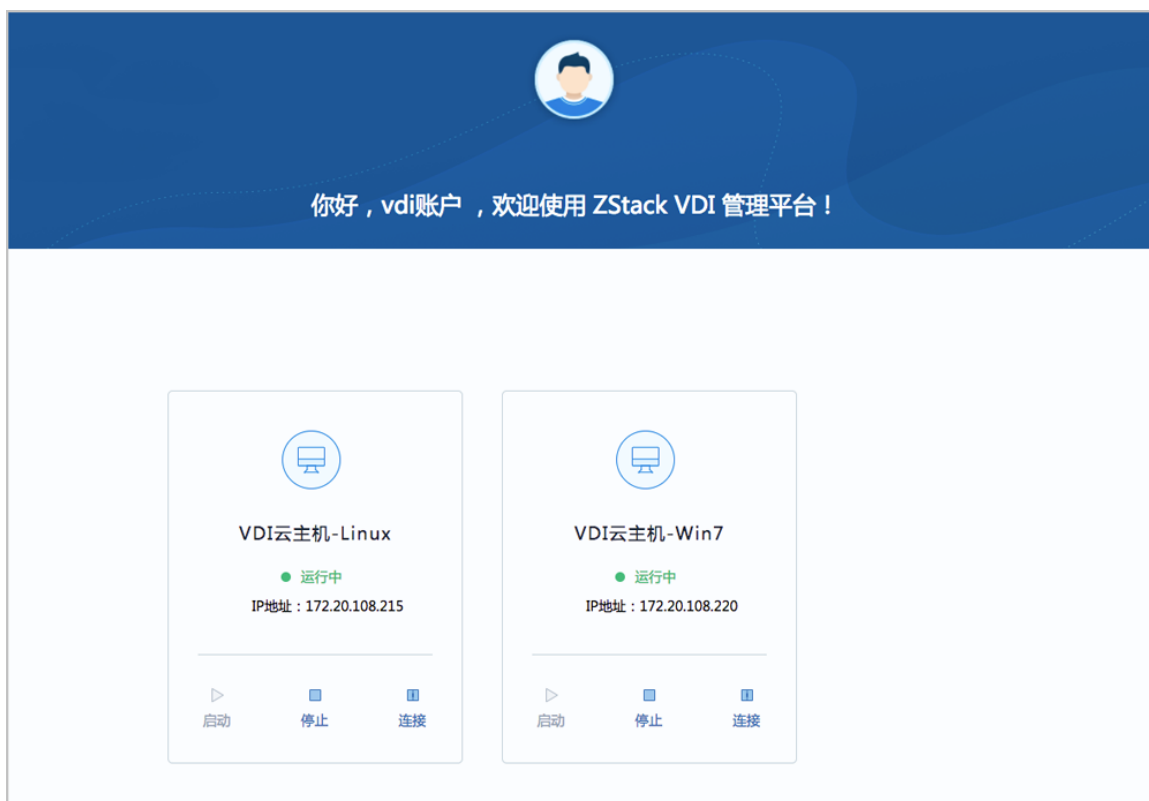 你好，vdi账户 ，欢迎使用 ZStack VDI 管理平台！
VDI云主机-Linux
运行中
IP地址：172.20.108.215
启动 停止 连接
VDI云主机-Win7
运行中
IP地址：172.20.108.220
启动 停止 连接